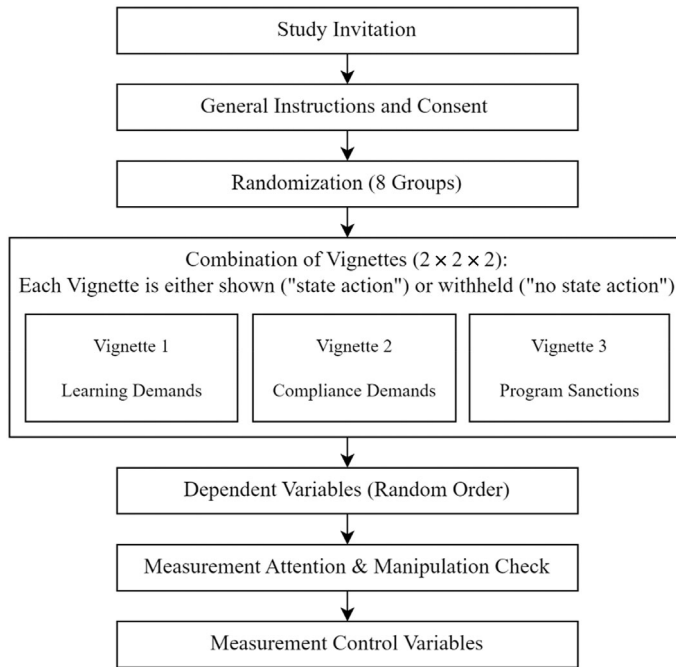 Study Invitation
General Instructions and Consent
Randomization (8 Groups)
Combination of Vignettes (2 × 2 × 2):
Each Vignette is either shown ("state action") or withheld ("no state action")
Vignette 1
Learning Demands
Vignette 2
Compliance Demands
Vignette 3
Program Sanctions
Dependent Variables (Random Order)
Measurement Attention & Manipulation Check
Measurement Control Variables